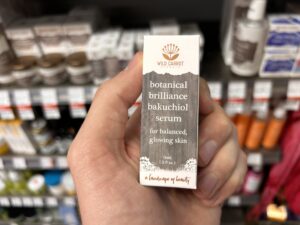 WILD CARROT
botanical
brilliance
bakuchiol
serum
for balanced,
glowing skin
a landscape of beauty